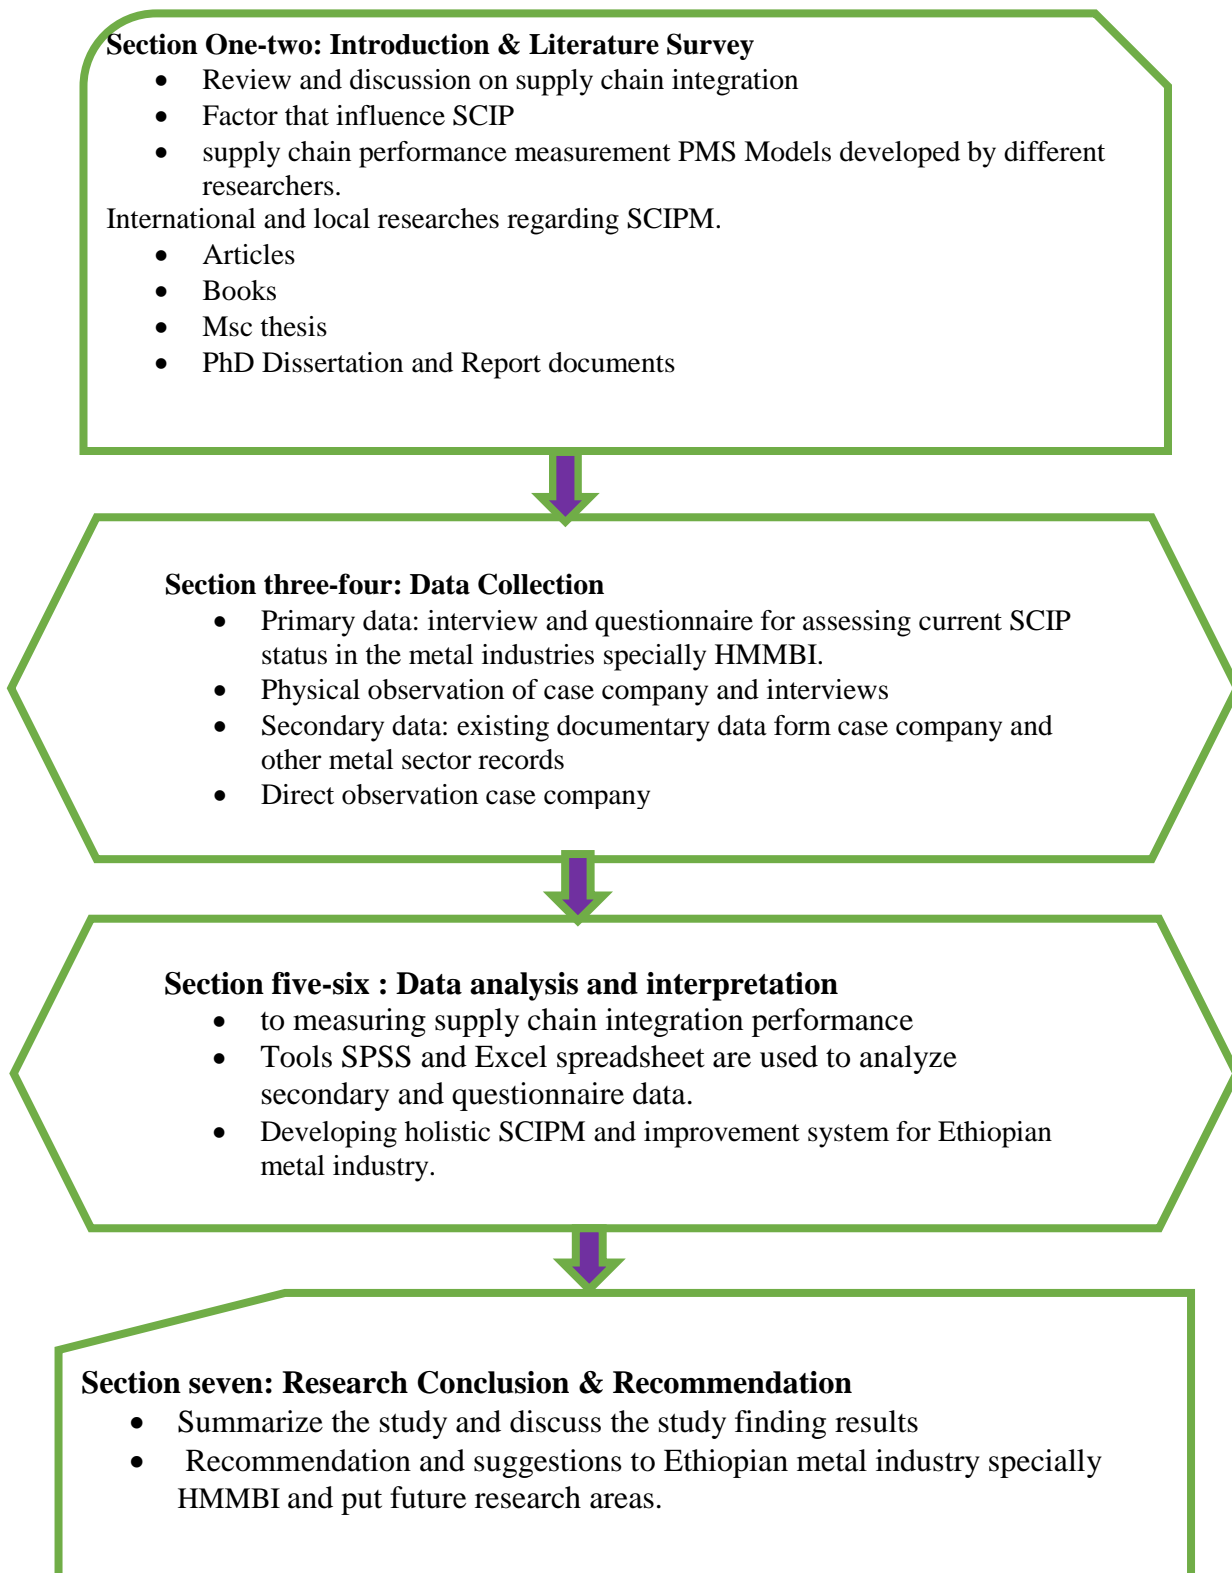 Section One-two: Introduction & Literature Survey
• Review and discussion on supply chain integration
• Factor that influence SCIP
• supply chain performance measurement PMS Models developed by different
researchers.
International and local researches regarding SCIPM.
• Articles
• Books
• Msc thesis
• PhD Dissertation and Report documents
Section three-four: Data Collection
• Primary data: interview and questionnaire for assessing current SCIP
status in the metal industries specially HMMBI.
• Physical observation of case company and interviews
• Secondary data: existing documentary data form case company and
other metal sector records
• Direct observation case company
Section five-six : Data analysis and interpretation
• to measuring supply chain integration performance
• Tools SPSS and Excel spreadsheet are used to analyze
secondary and questionnaire data.
• Developing holistic SCIPM and improvement system for Ethiopian
metal industry.
Section seven: Research Conclusion & Recommendation
• Summarize the study and discuss the study finding results
• Recommendation and suggestions to Ethiopian metal industry specially
HMMBI and put future research areas.